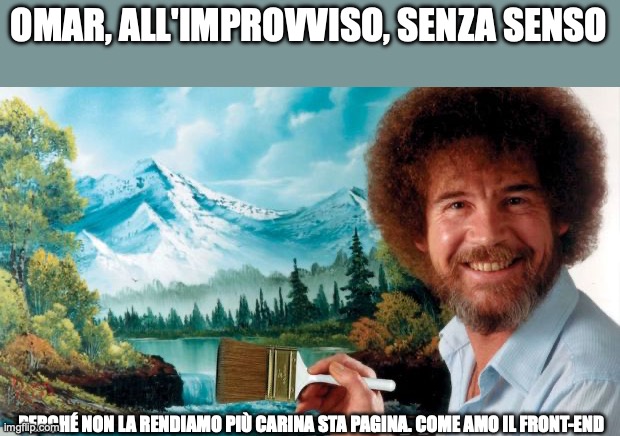 OMAR, ALL'IMPROVVISO, SENZA SENSO
PERCHÉ NON LA RENDIAMO PIÙ CARINA STA PAGINA. COME AMO IL FRONT-END
imgflip.com